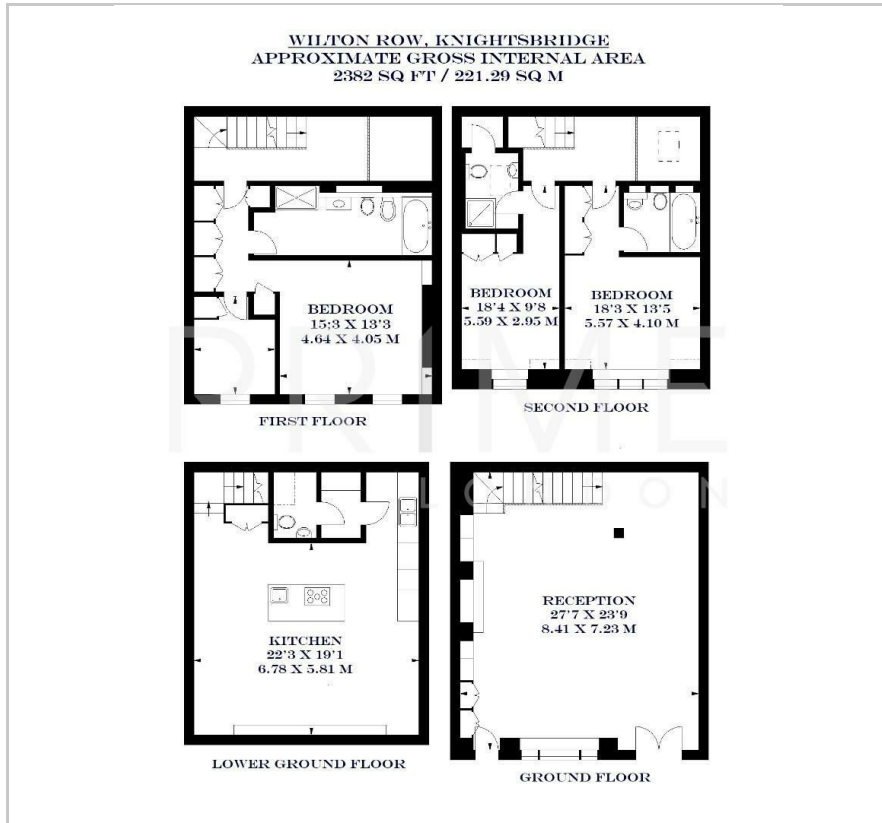 WILTON ROW, KNIGHTSBRIDGE
APPROXIMATE GROSS INTERNAL AREA
2382 SQ FT / 221.29 SQ M
BEDROOM
15:3 X 13'3
4.64 X 4.05 M
FIRST FLOOR
BEDROOM
18'4 X 9'8
5.59 X 2.95 M
BEDROOM
18'3 X 13'5
5.57 X 4.10 M
SECOND FLOOR
PRIME
LONDON
KITCHEN
22'3 X 19'1
6.78 X 5.81 M
LOWER GROUND FLOOR
RECEPTION
27'7 X 23'9
8.41 X 7.23 M
GROUND FLOOR